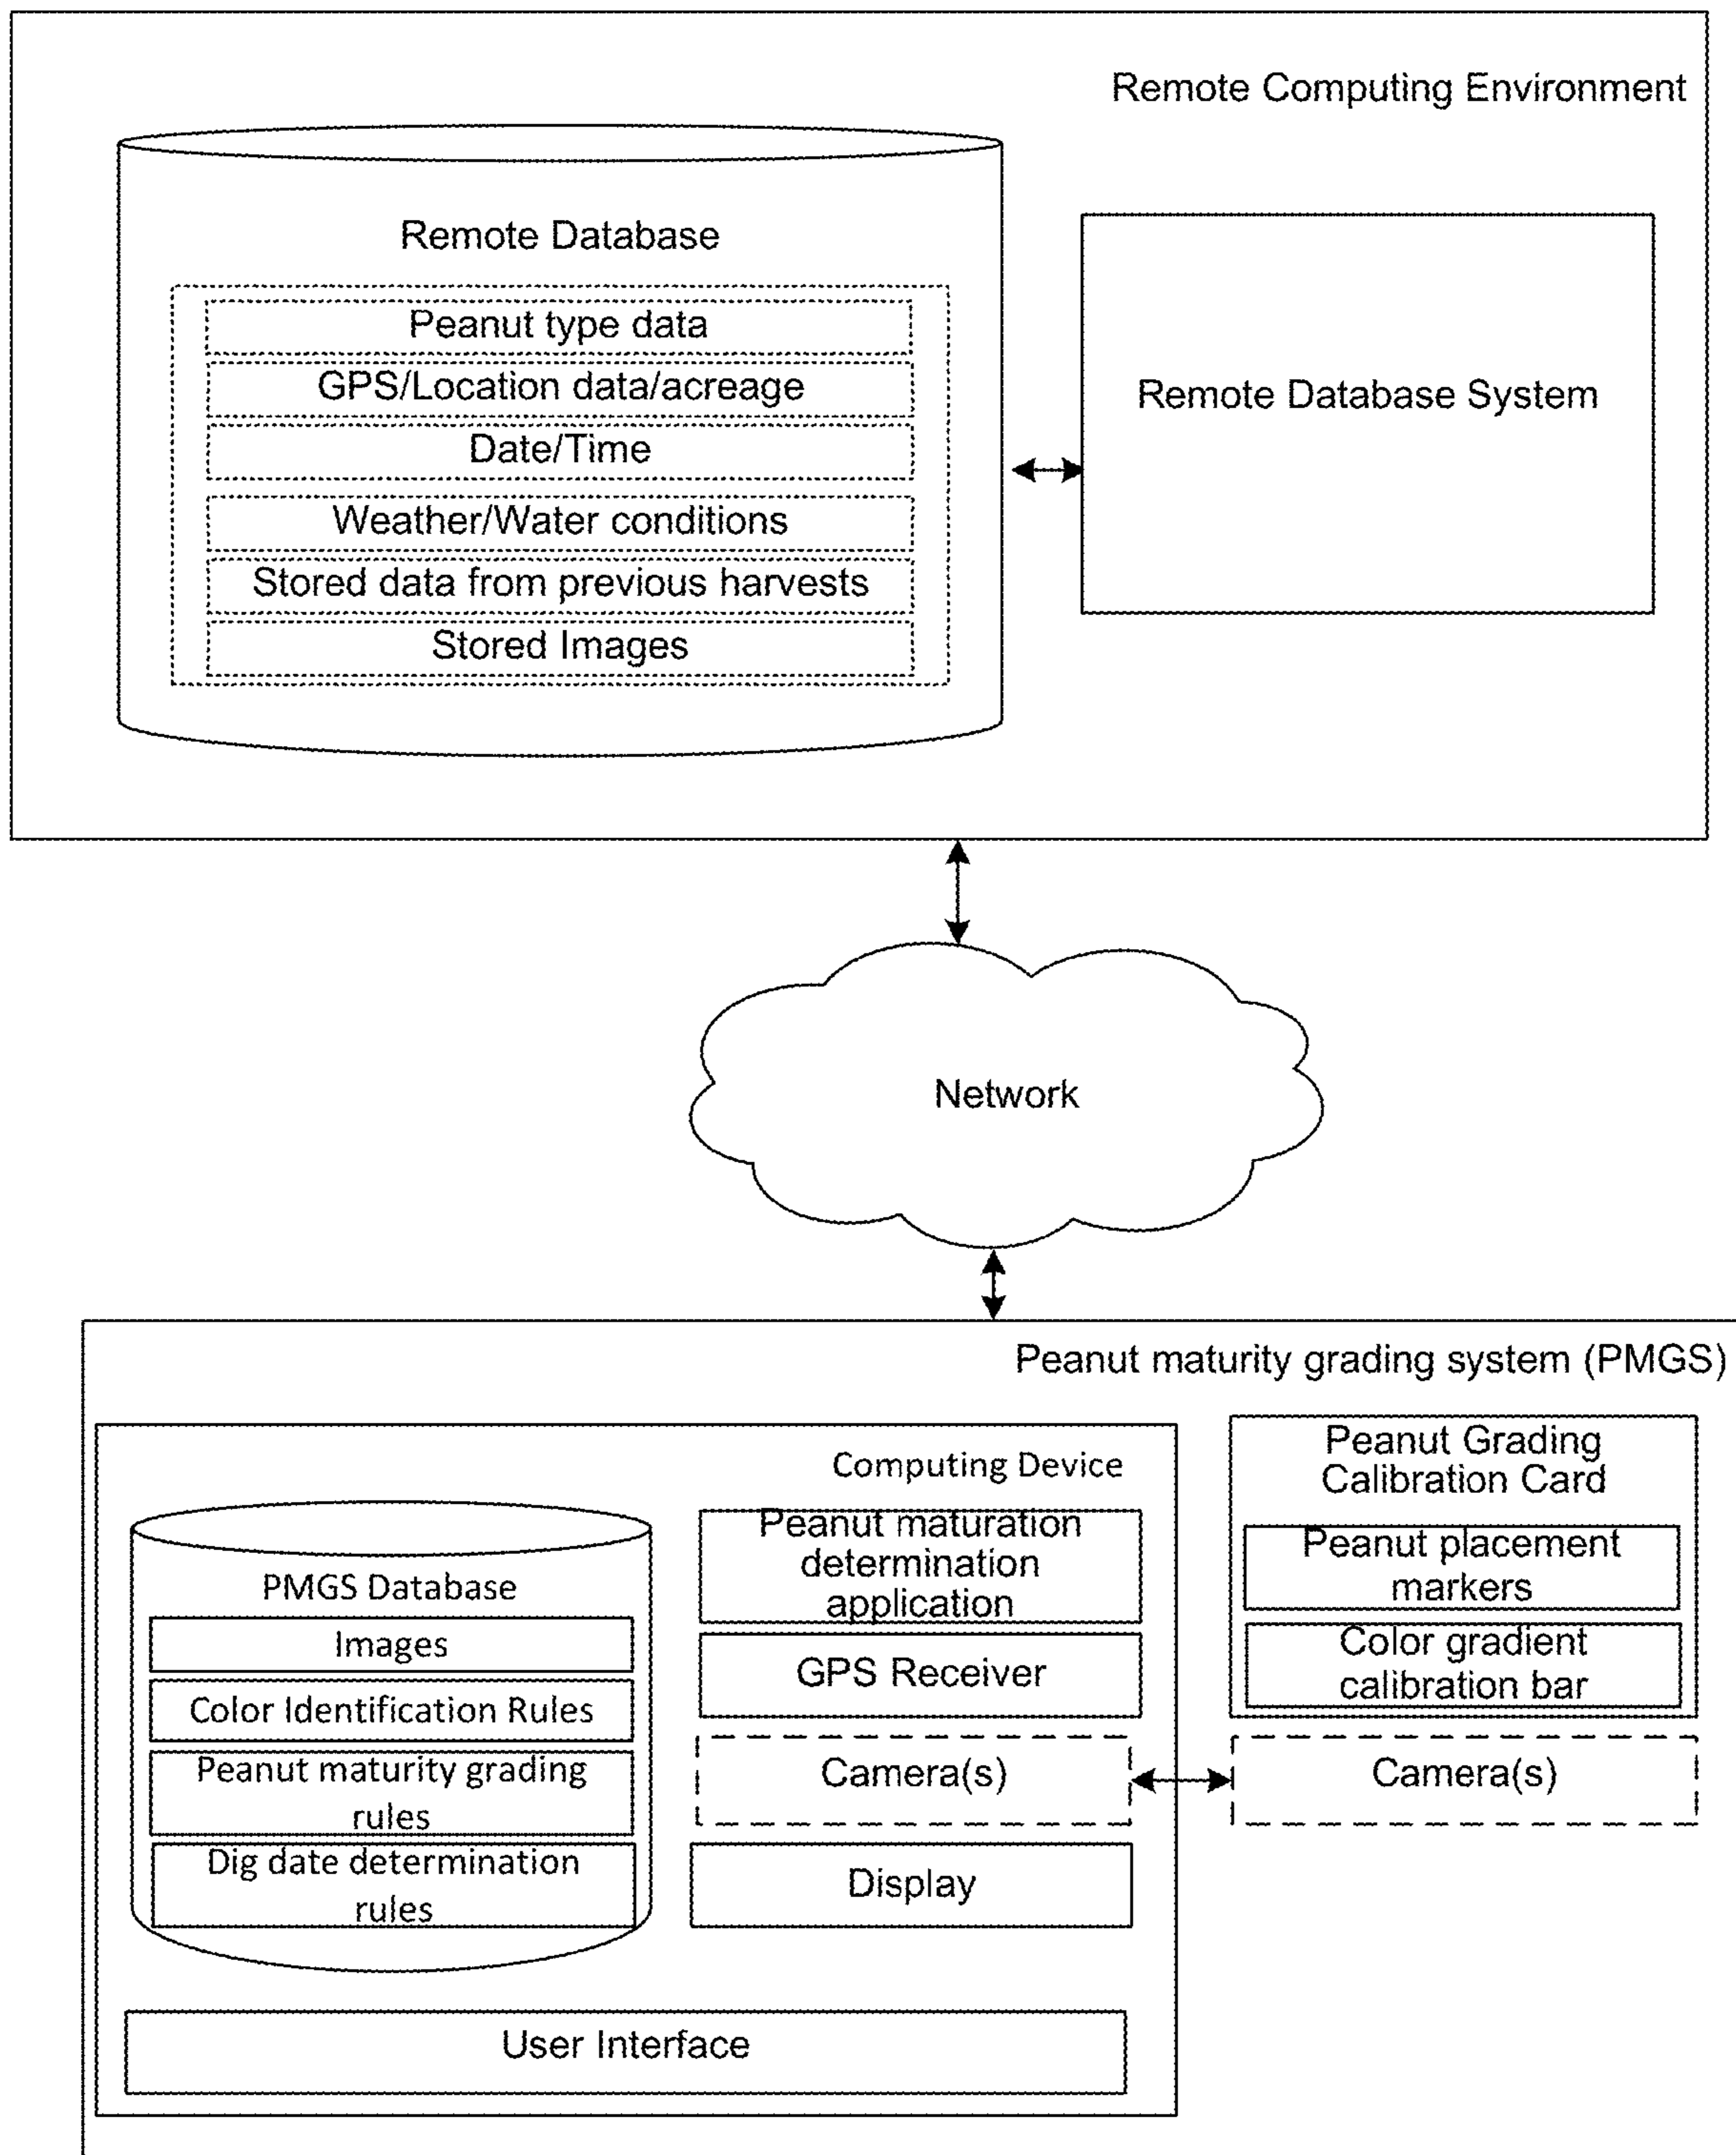 Remote Computing Environment
Remote Database
Peanut type data
GPS/Location data/acreage
Date/Time
Weather/Water conditions
Stored data from previous harvests
Stored Images
Remote Database System
Network
Peanut maturity grading system (PMGS)
Computing Device
PMGS Database
Images
Color Identification Rules
Peanut maturity grading
rules
Dig date determination
rules
Peanut maturation
determination
application
GPS Receiver
Camera(s)
Display
User Interface
Peanut Grading
Calibration Card
Peanut placement
markers
Color gradient
calibration bar
Camera(s)